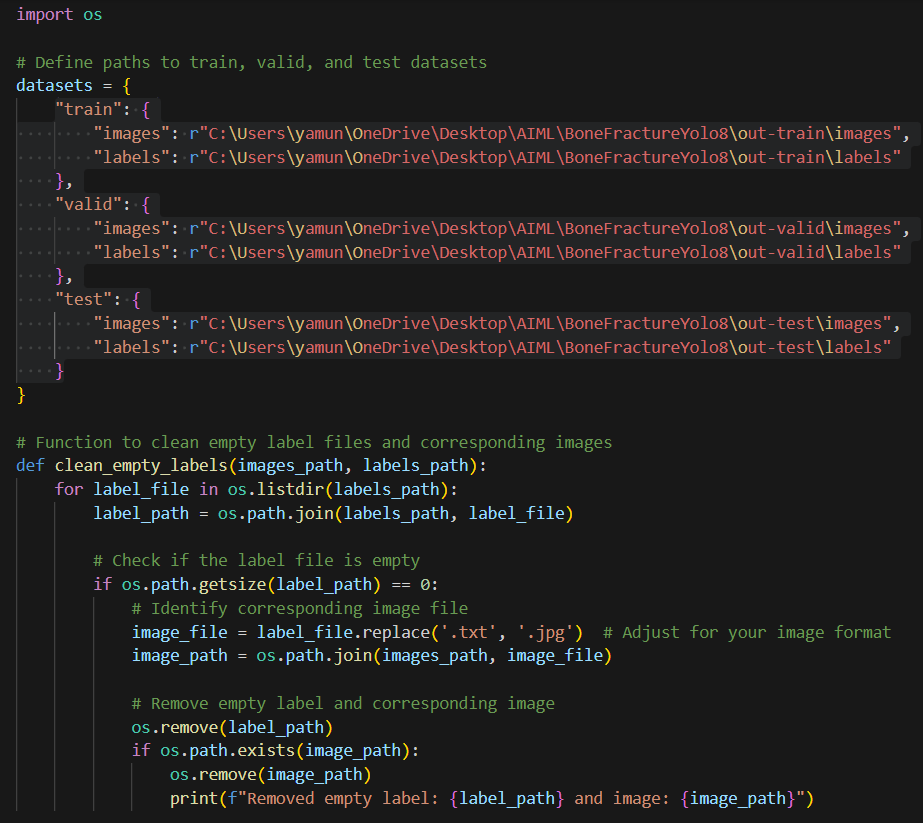 import os
# Define paths to train, valid, and test datasets
datasets = {
    "train": {
        "images": r"C:\Users\yamun\OneDrive\Desktop\AIML\BoneFractureYolo8\out-train\images",
        "labels": r"C:\Users\yamun\OneDrive\Desktop\AIML\BoneFractureYolo8\out-train\labels"
    },
    "valid": {
        "images": r"C:\Users\yamun\OneDrive\Desktop\AIML\BoneFractureYolo8\out-valid\images",
        "labels": r"C:\Users\yamun\OneDrive\Desktop\AIML\BoneFractureYolo8\out-valid\labels"
    },
    "test": {
        "images": r"C:\Users\yamun\OneDrive\Desktop\AIML\BoneFractureYolo8\out-test\images",
        "labels": r"C:\Users\yamun\OneDrive\Desktop\AIML\BoneFractureYolo8\out-test\labels"
    }
}
# Function to clean empty label files and corresponding images
def clean_empty_labels(images_path, labels_path):
    for label_file in os.listdir(labels_path):
        label_path = os.path.join(labels_path, label_file)
        # Check if the label file is empty
        if os.path.getsize(label_path) == 0:
            # Identify corresponding image file
            image_file = label_file.replace('.txt', '.jpg')  # Adjust for your image format
            image_path = os.path.join(images_path, image_file)
            # Remove empty label and corresponding image
            os.remove(label_path)
            if os.path.exists(image_path):
                os.remove(image_path)
                print(f"Removed empty label: {label_path} and image: {image_path}")